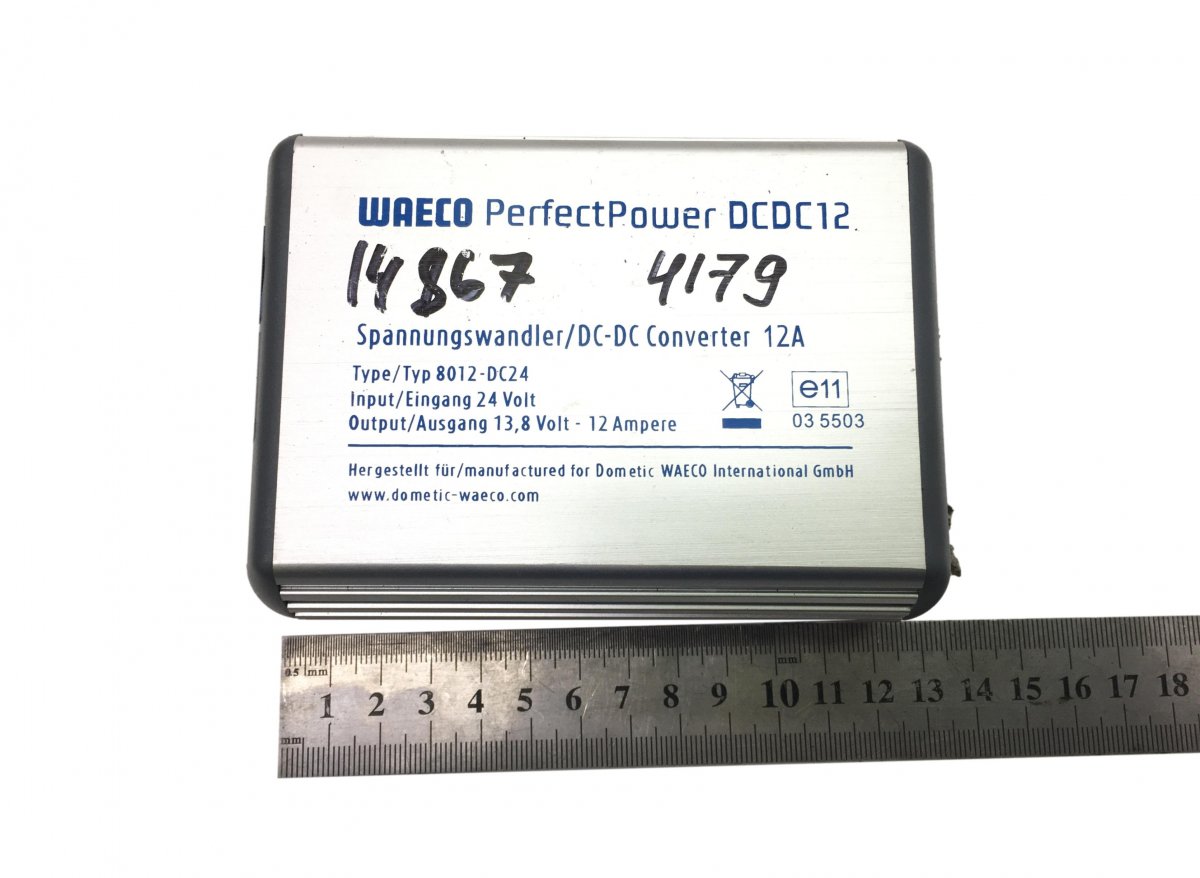 WAECO PerfectPower DCDC12
14867 4179
Spannungswandler/DC-DC Converter 12A
Type/Typ 8012-DC24
Input/Eingang 24 Volt
Output/Ausgang 13,8 Volt - 12 Ampere
e11
03 5503
Hergestellt für/manufactured for Dometic WAECO International GmbH
www.dometic-waeco.com
0.5 mm
mm
1 2 3 4 5 6 7 8 9 10 11 12 13 14 15 16 17 18
mm